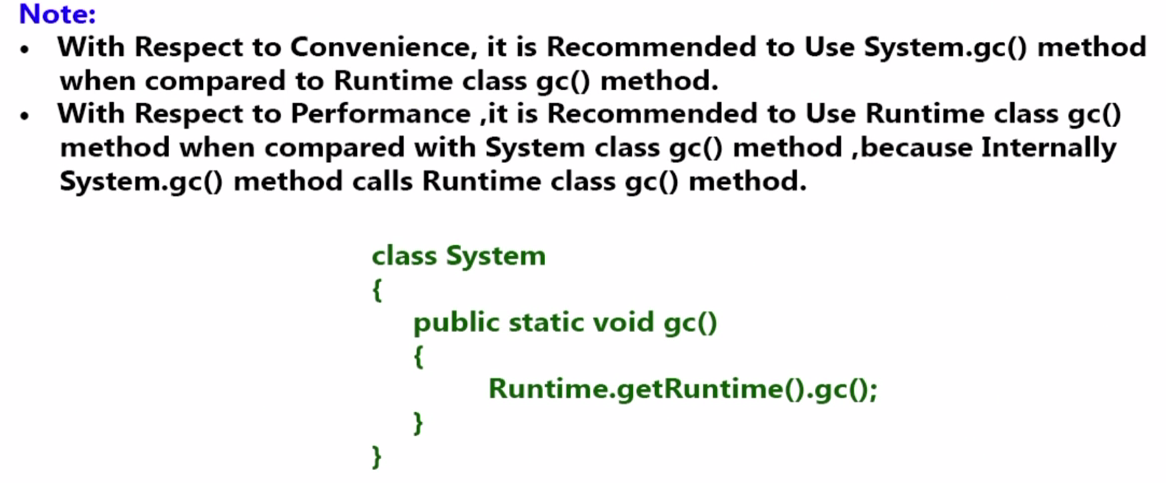 Note:
• With Respect to Convenience, it is Recommended to Use System.gc() method
when compared to Runtime class gc() method.
• With Respect to Performance ,it is Recommended to Use Runtime class gc()
method when compared with System class gc() method ,because Internally
System.gc() method calls Runtime class gc() method.
class System
{
public static void gc()
{
Runtime.getRuntime().gc();
}
}